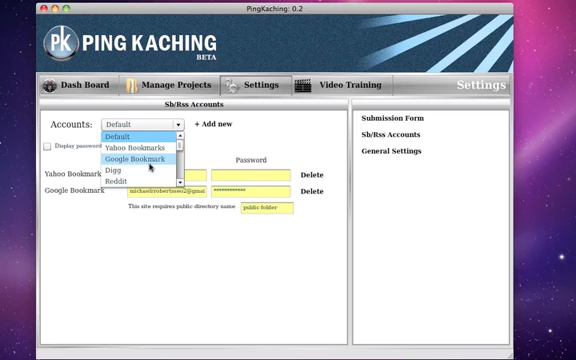 PingKaching: 0.2
PK PING KACHING
BETA
Dash Board Manage Projects Settings Video Training Settings
Sb/Rss Accounts
Accounts: Default + Add new
Default
Yahoo Bookmarks
Google Bookmark
Digg
Reddit
Display password
Password
Yahoo Bookmark Delete
Google Bookmark ************ Delete
This site requires public directory name public folder
Submission Form
Sb/Rss Accounts
General Settings